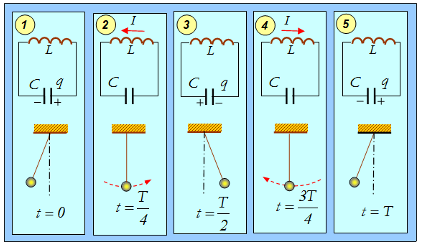 1
L
C q
− +
t = 0
2
I
L
C
t = T/4
3
L
C q
+ −
t = T/2
4
I
L
C
t = 3T/4
5
L
C q
− +
t = T